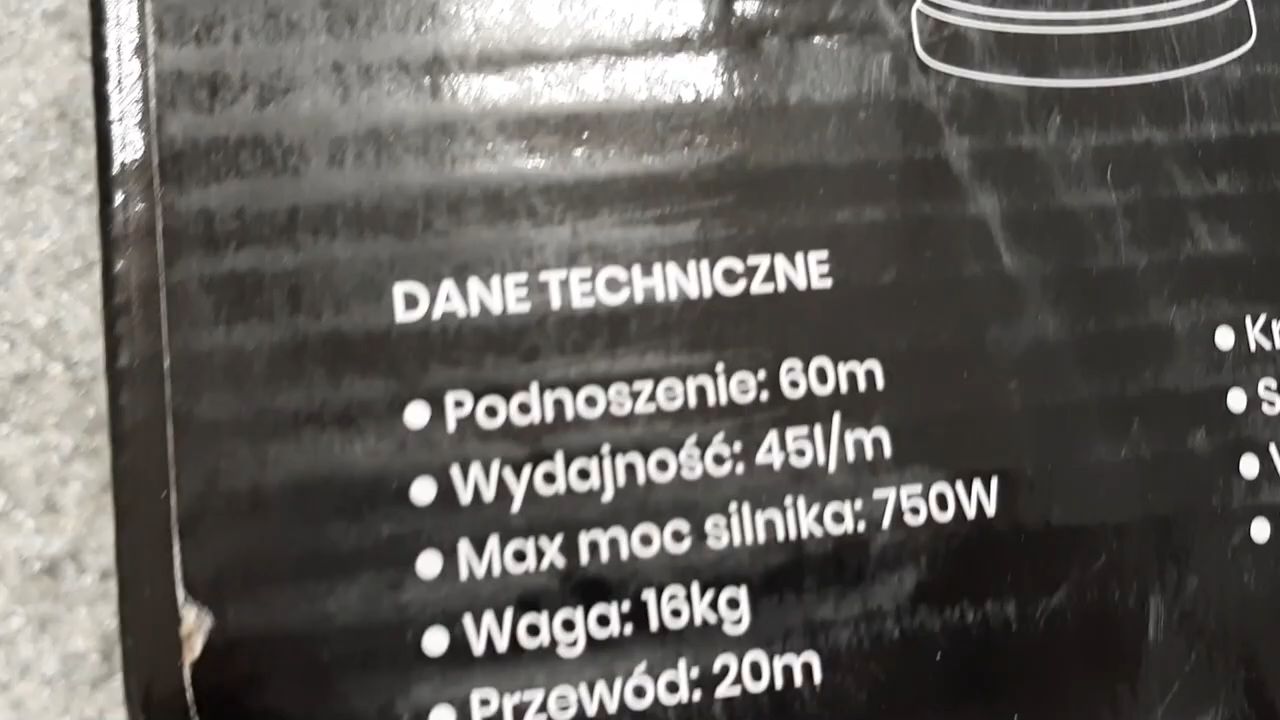 DANE TECHNICZNE
• Podnoszenie: 60m
• Wydajność: 45l/m
• Max moc silnika: 750W
• Waga: 16kg
• Przewód: 20m